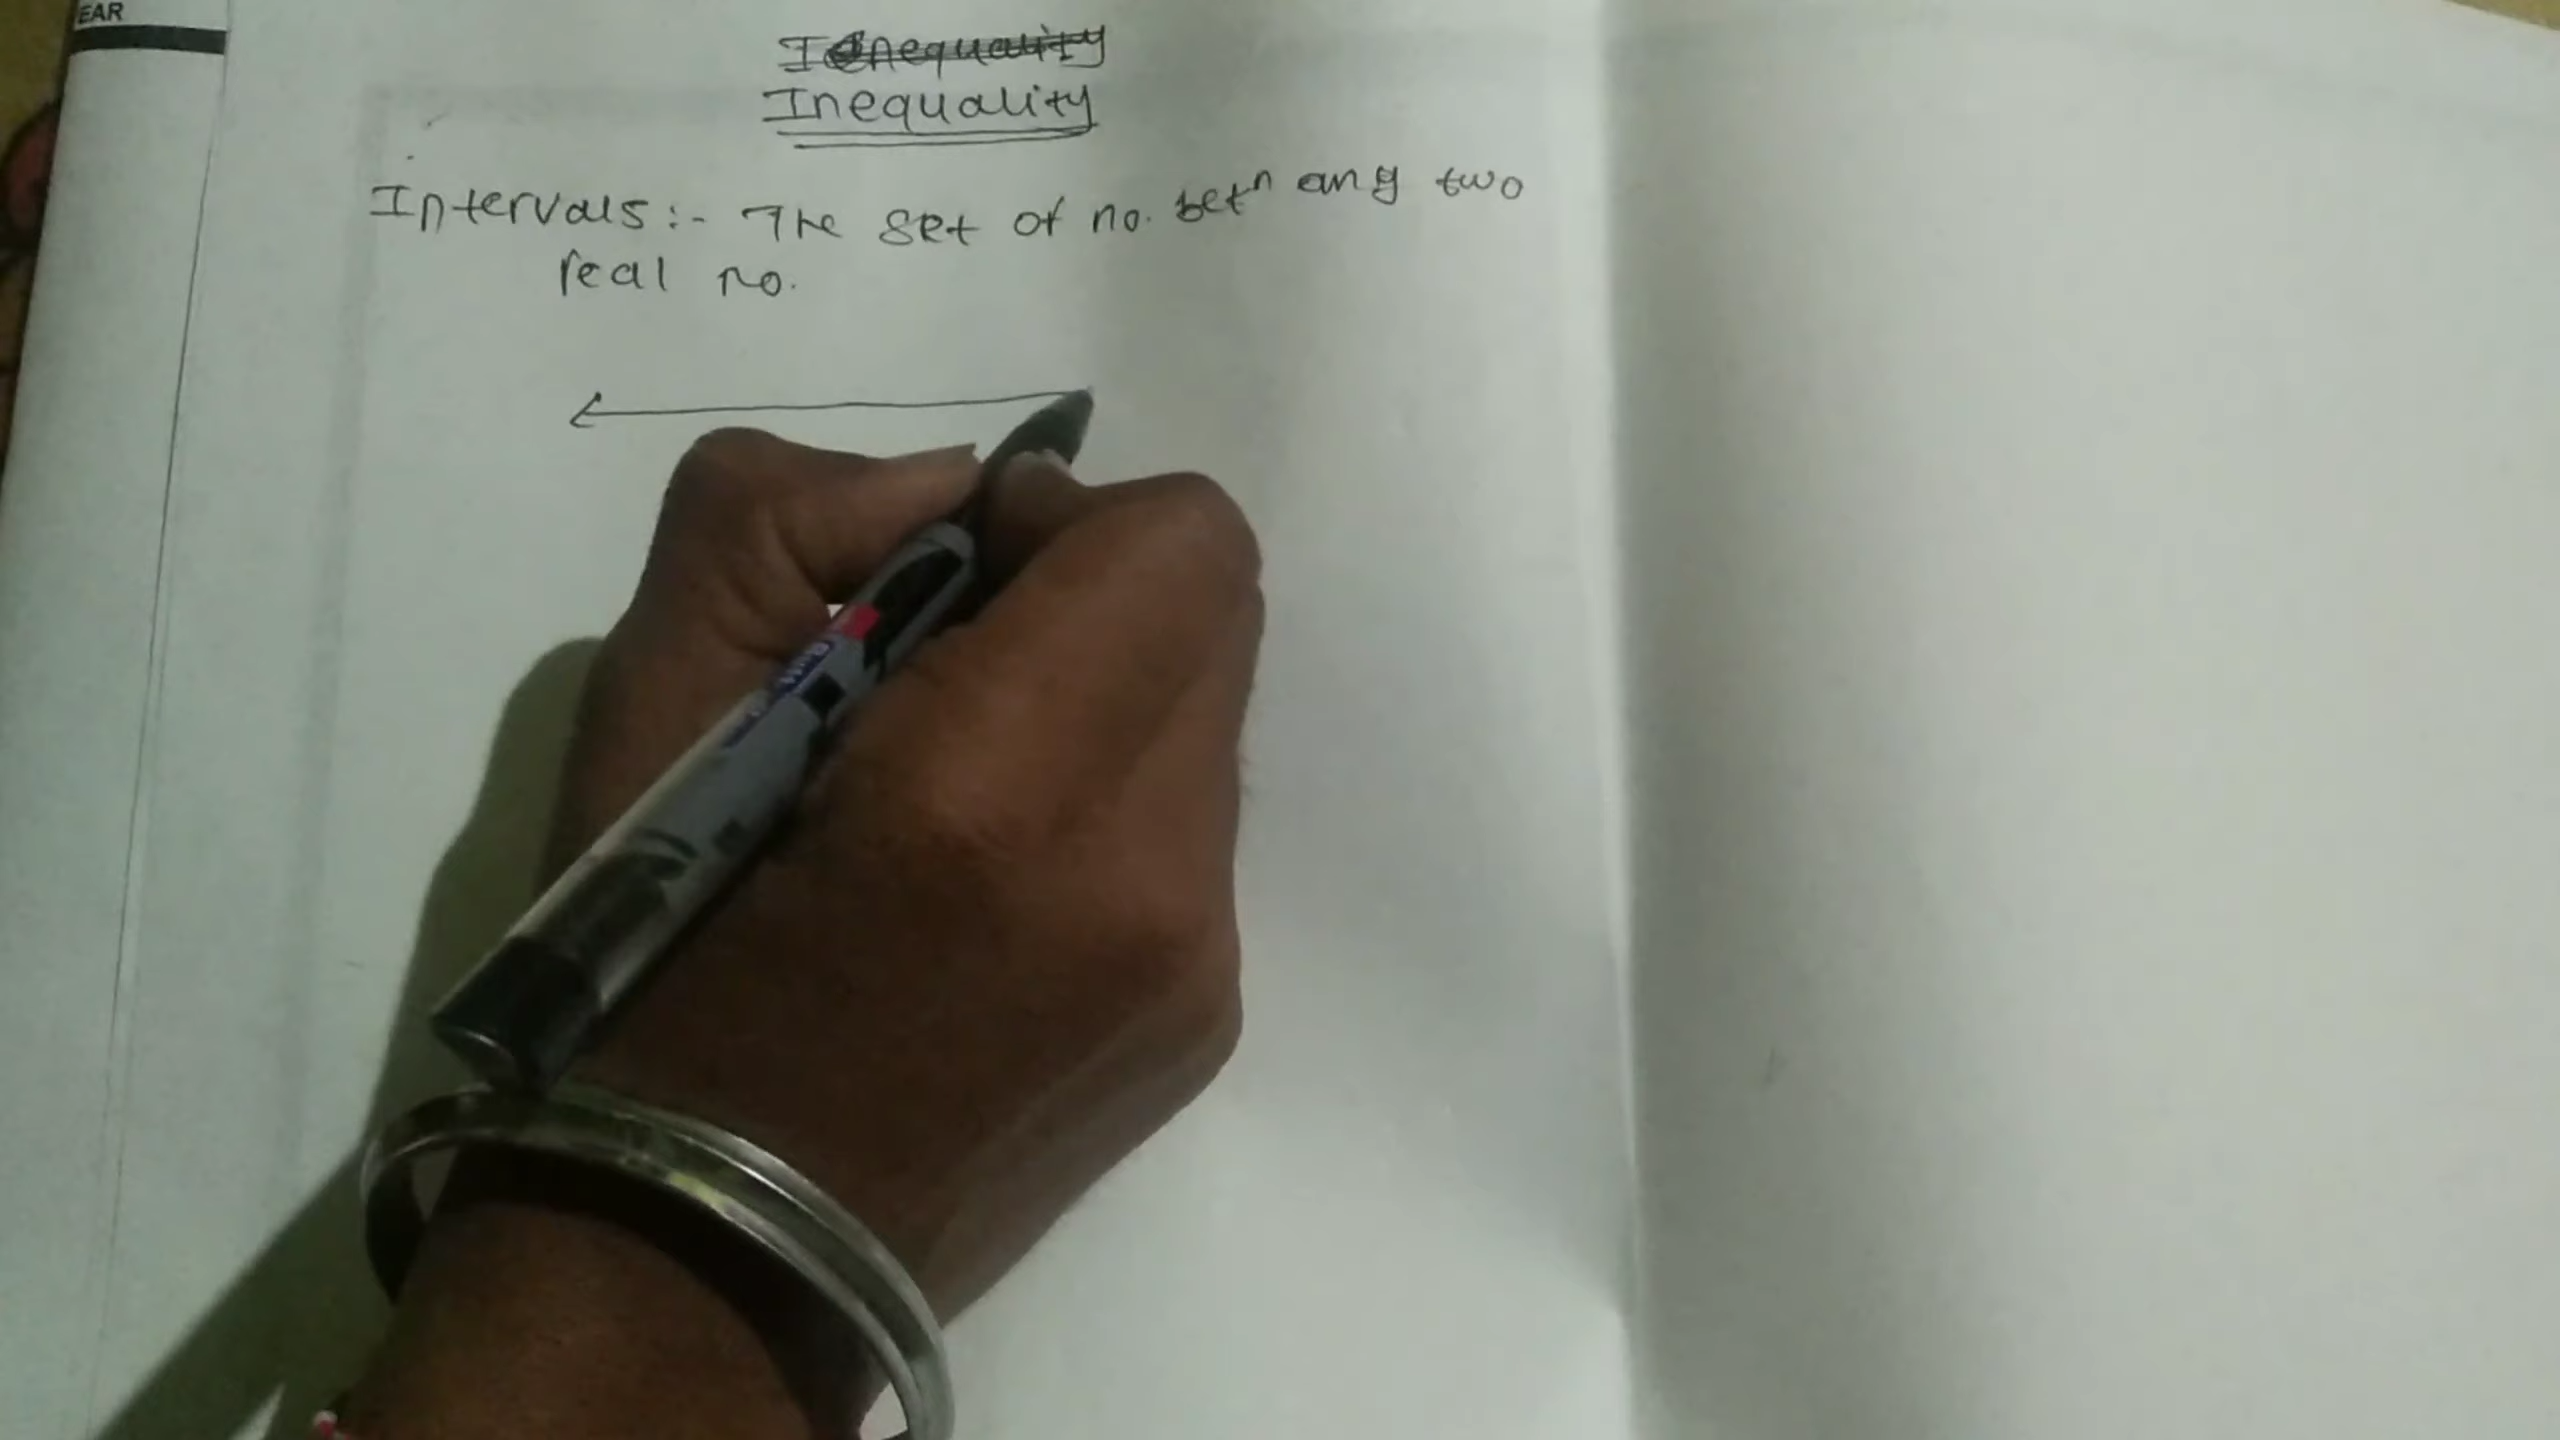 EAR
Inequality
Inequality
Intervals:- The set of no. betn any two
real no.